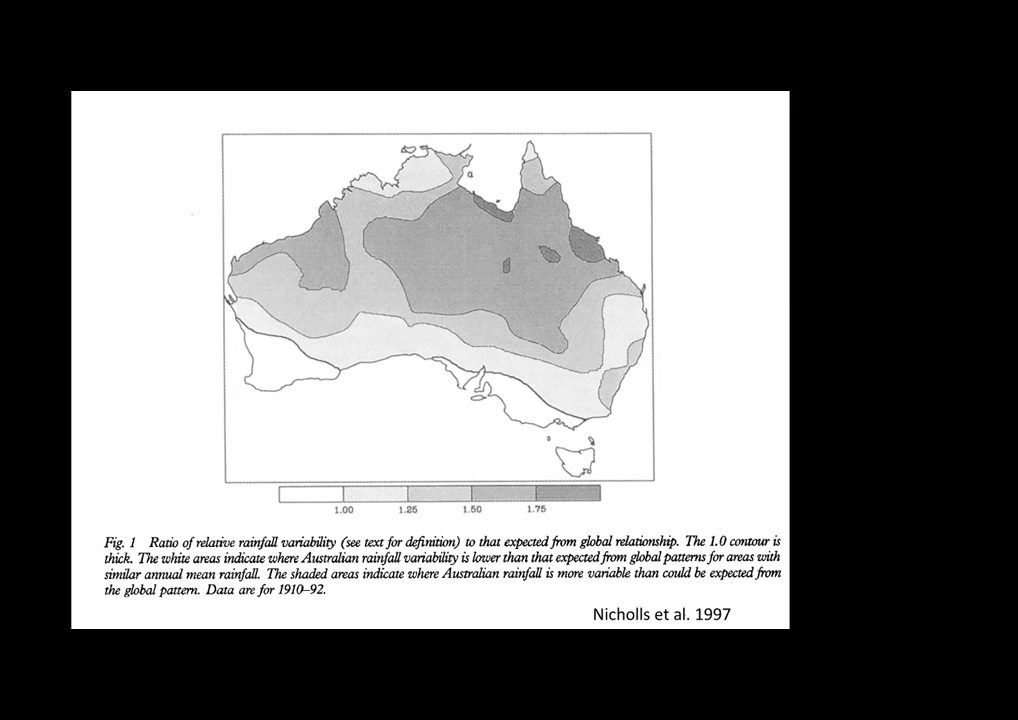 1.00 1.25 1.50 1.75
Fig. 1 Ratio of relative rainfall variability (see text for definition) to that expected from global relationship. The 1.0 contour is
thick. The white areas indicate where Australian rainfall variability is lower than that expected from global patterns for areas with
similar annual mean rainfall. The shaded areas indicate where Australian rainfall is more variable than could be expected from
the global pattern. Data are for 1910–92.
Nicholls et al. 1997